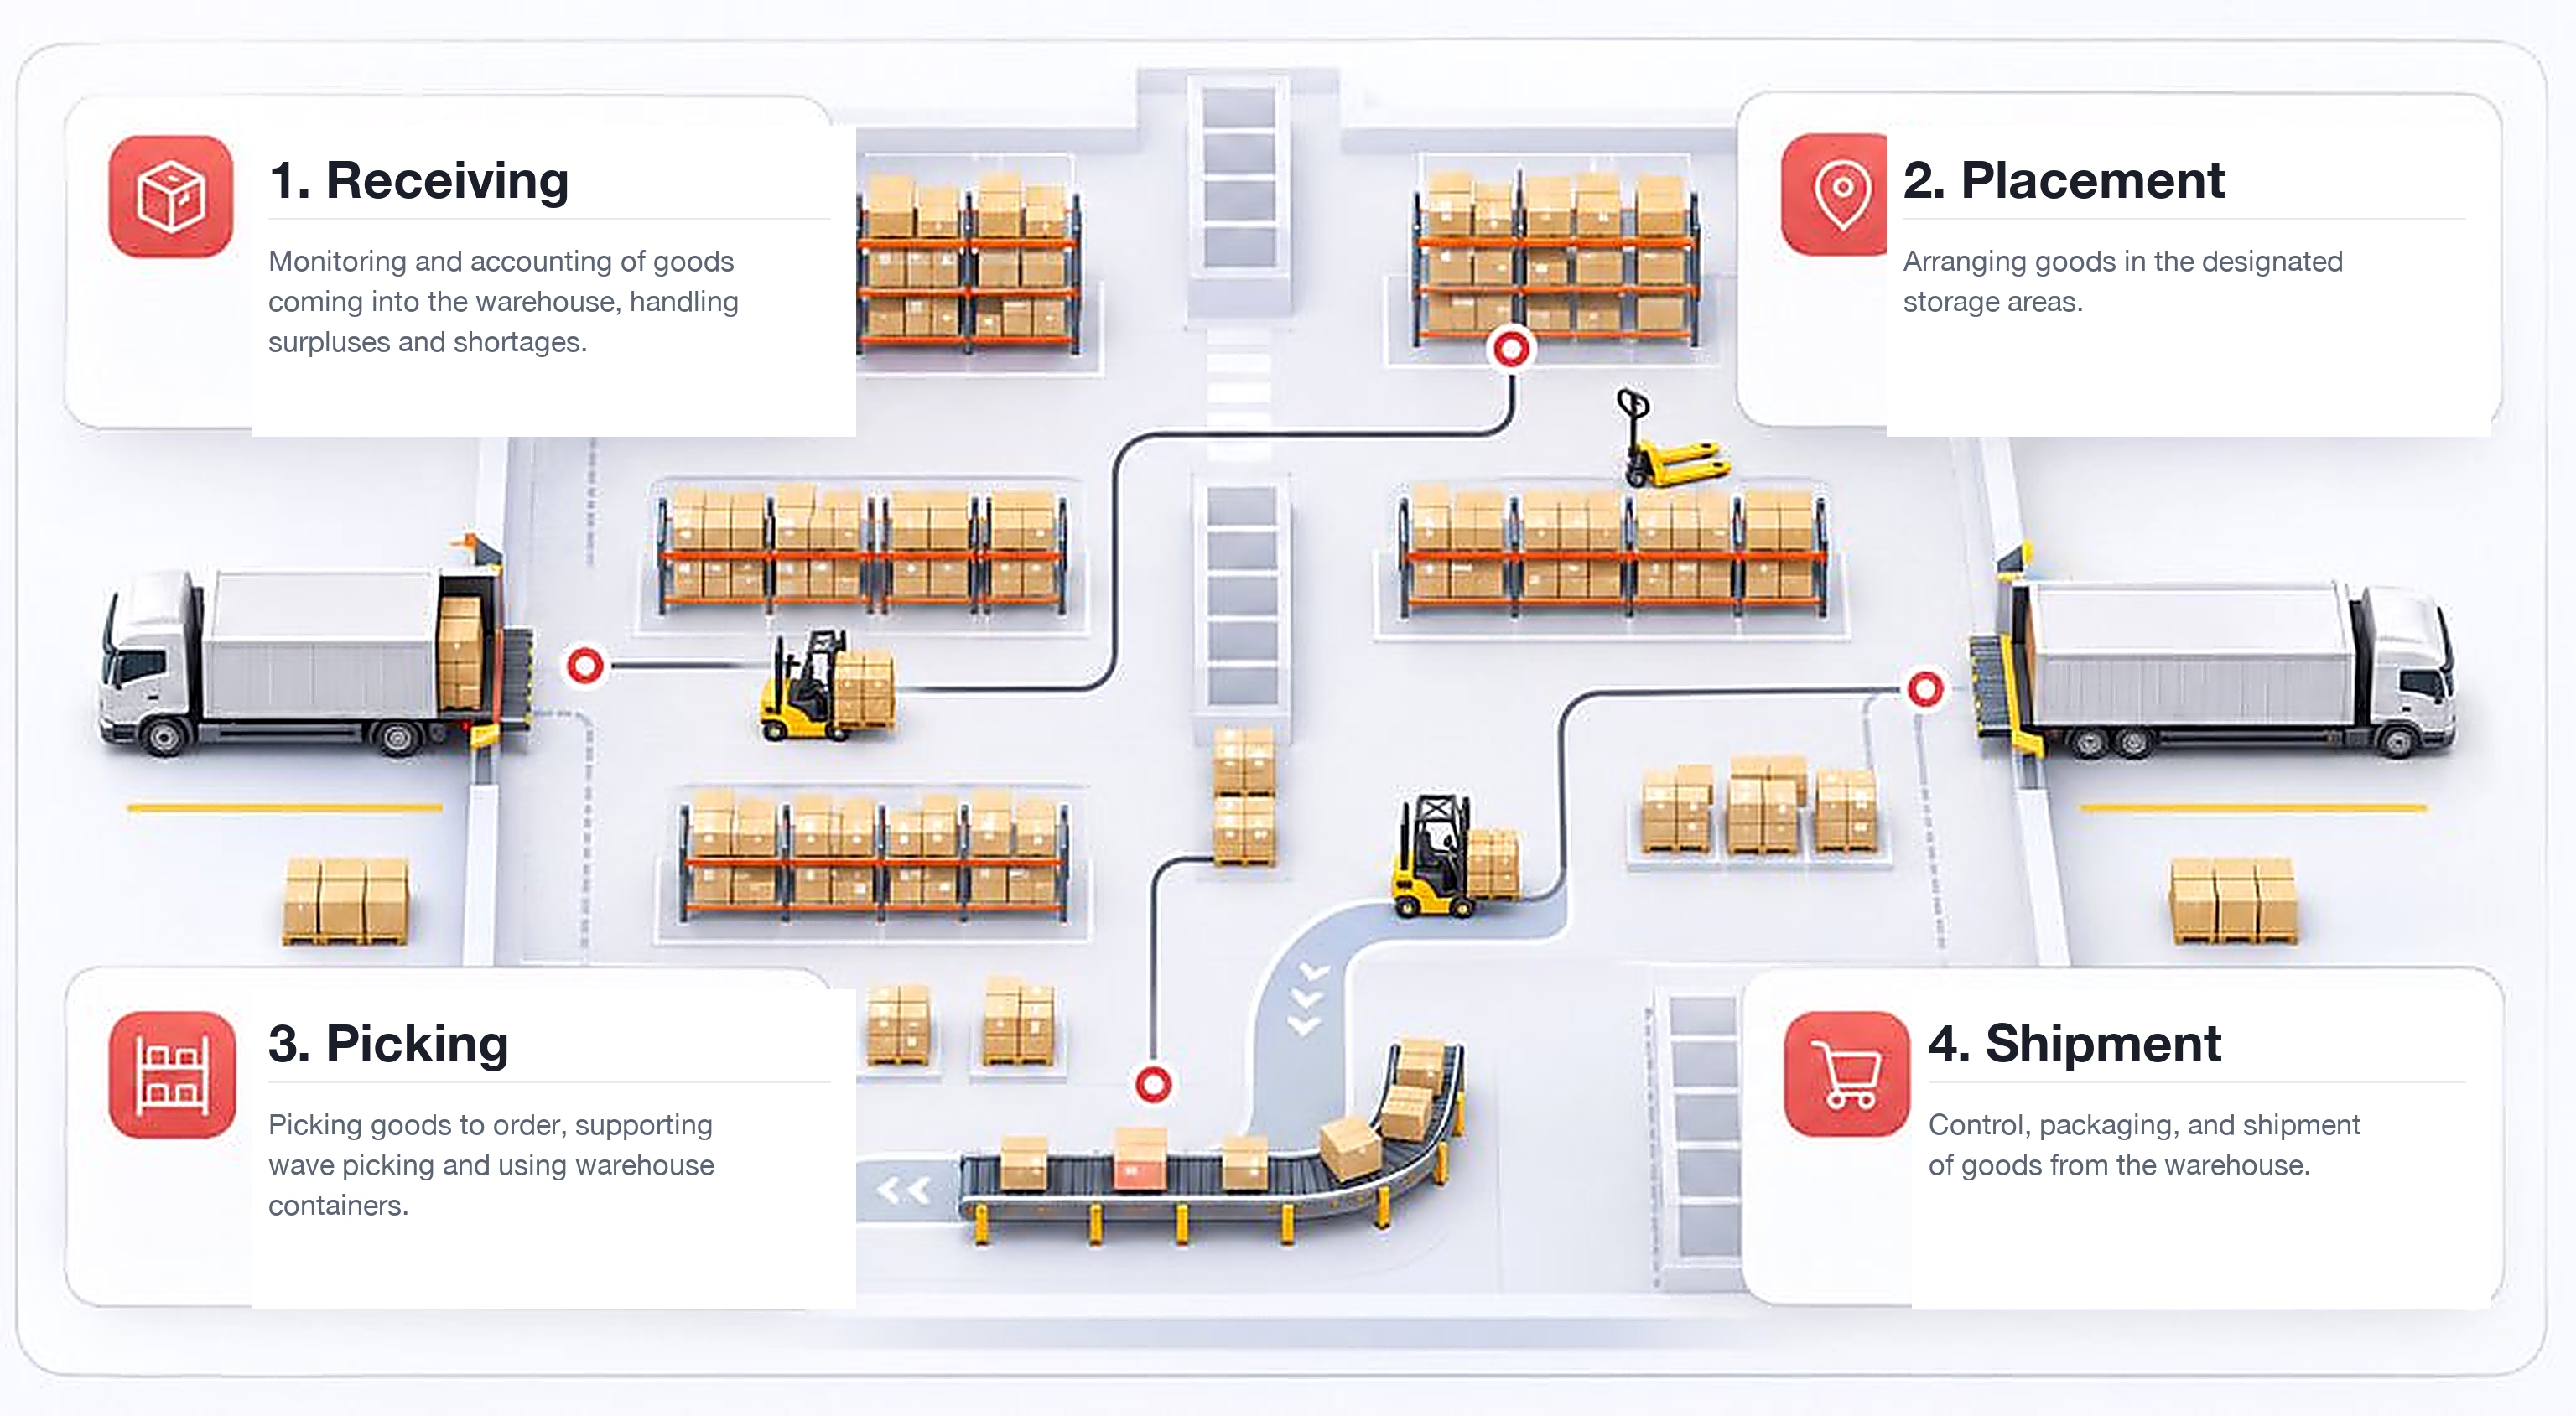 1. Receiving
Monitoring and accounting of goods
coming into the warehouse, handling
surpluses and shortages.
2. Placement
Arranging goods in the designated
storage areas.
3. Picking
Picking goods to order, supporting
wave picking and using warehouse
containers.
4. Shipment
Control, packaging, and shipment
of goods from the warehouse.